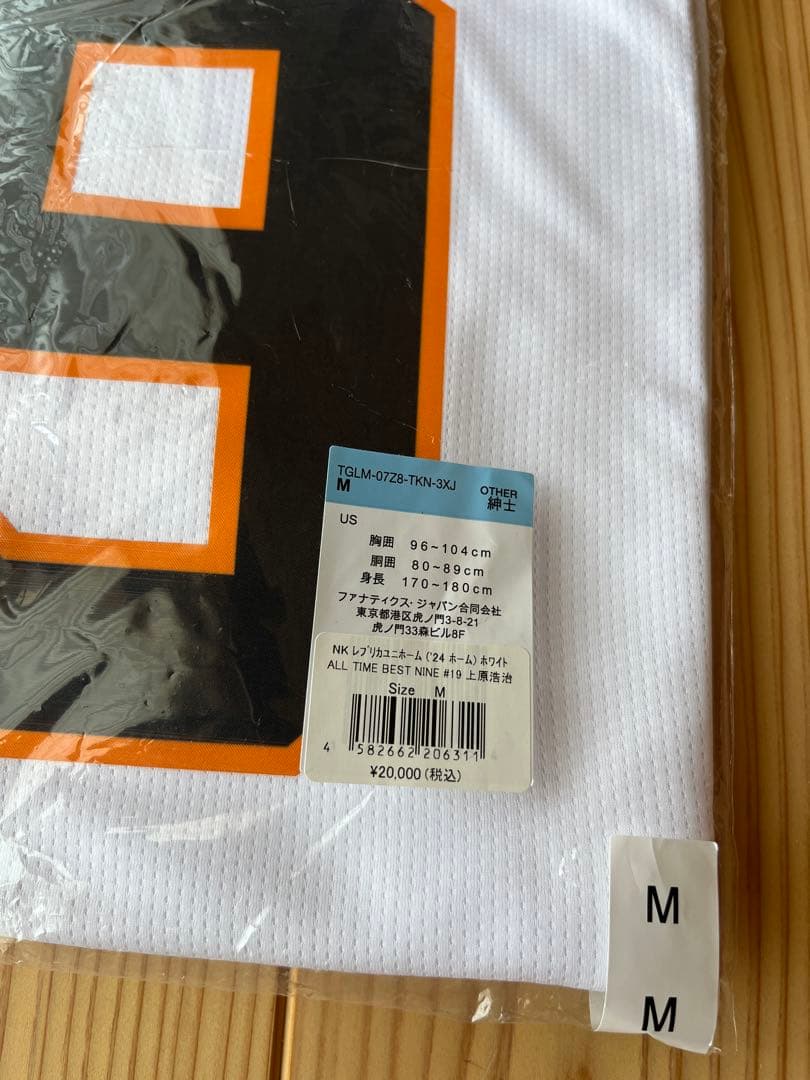 TGLM-07Z8-TKN-3XJ
M
OTHER
紳士
US
胸囲 96~104cm
胴囲 80~89cm
身長 170~180cm
ファナティクス・ジャパン合同会社
東京都港区虎ノ門3-8-21
虎ノ門33森ビル8F
NK レプリカユニホーム ('24 ホーム) ホワイト
ALL TIME BEST NINE #19 上原浩治
Size M
4 582662 206311
¥20,000(税込)
M
M